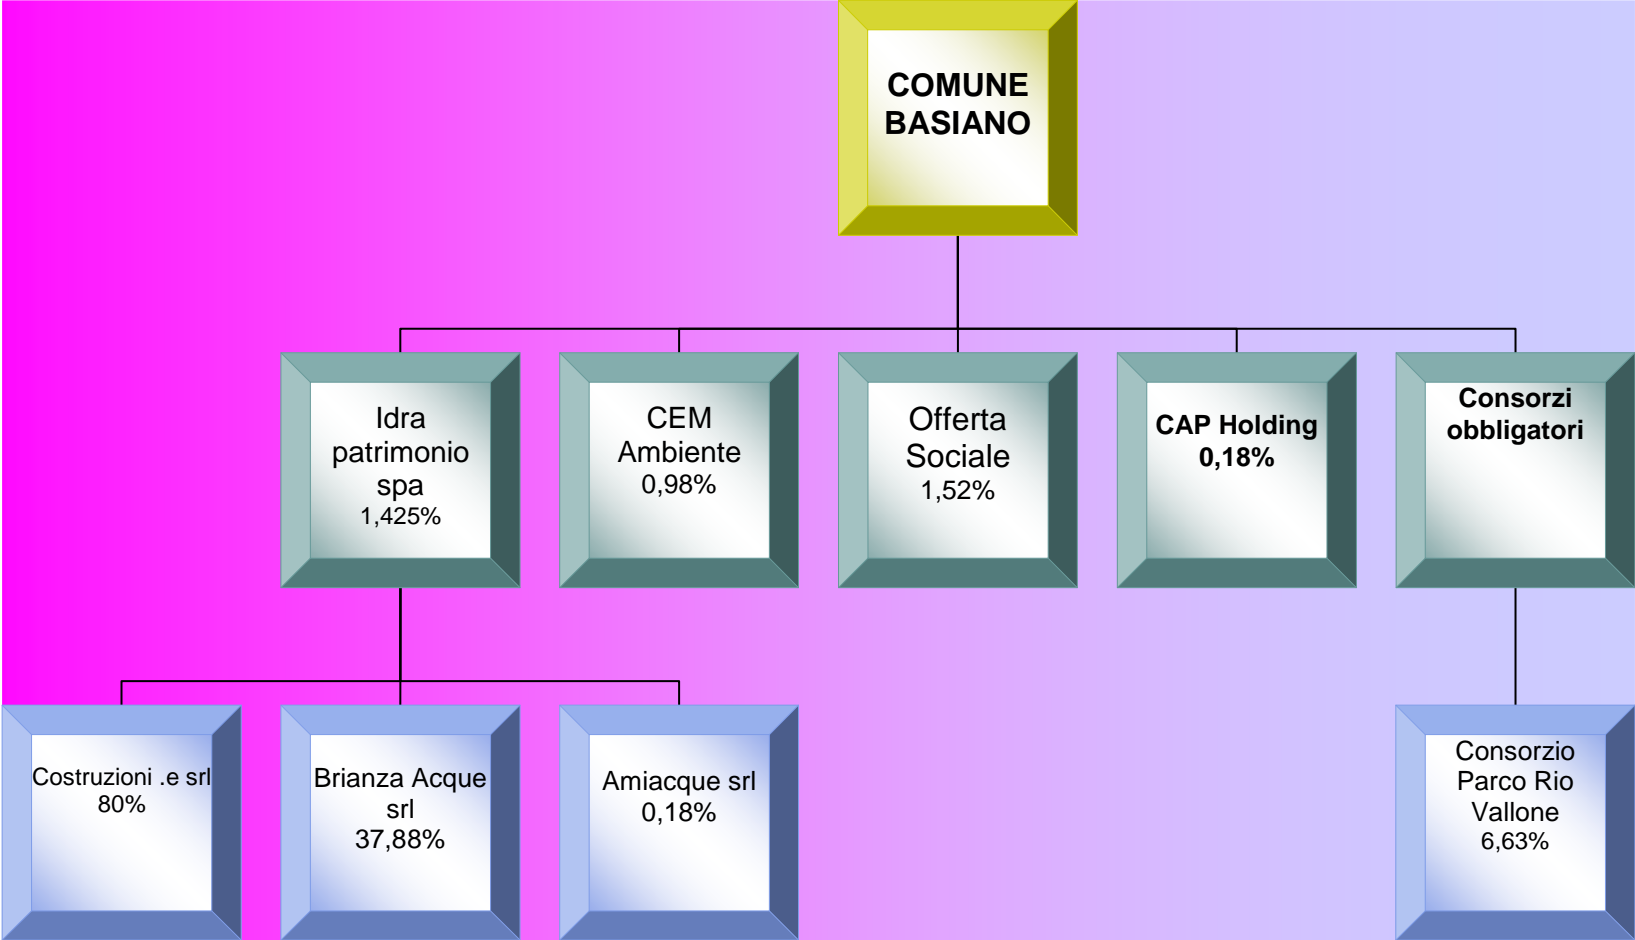 COMUNE
BASIANO
Idra
patrimonio
spa
1,425%
CEM
Ambiente
0,98%
Offerta
Sociale
1,52%
CAP Holding
0,18%
Consorzi
obbligatori
Costruzioni .e srl
80%
Brianza Acque
srl
37,88%
Amiacque srl
0,18%
Consorzio
Parco Rio
Vallone
6,63%